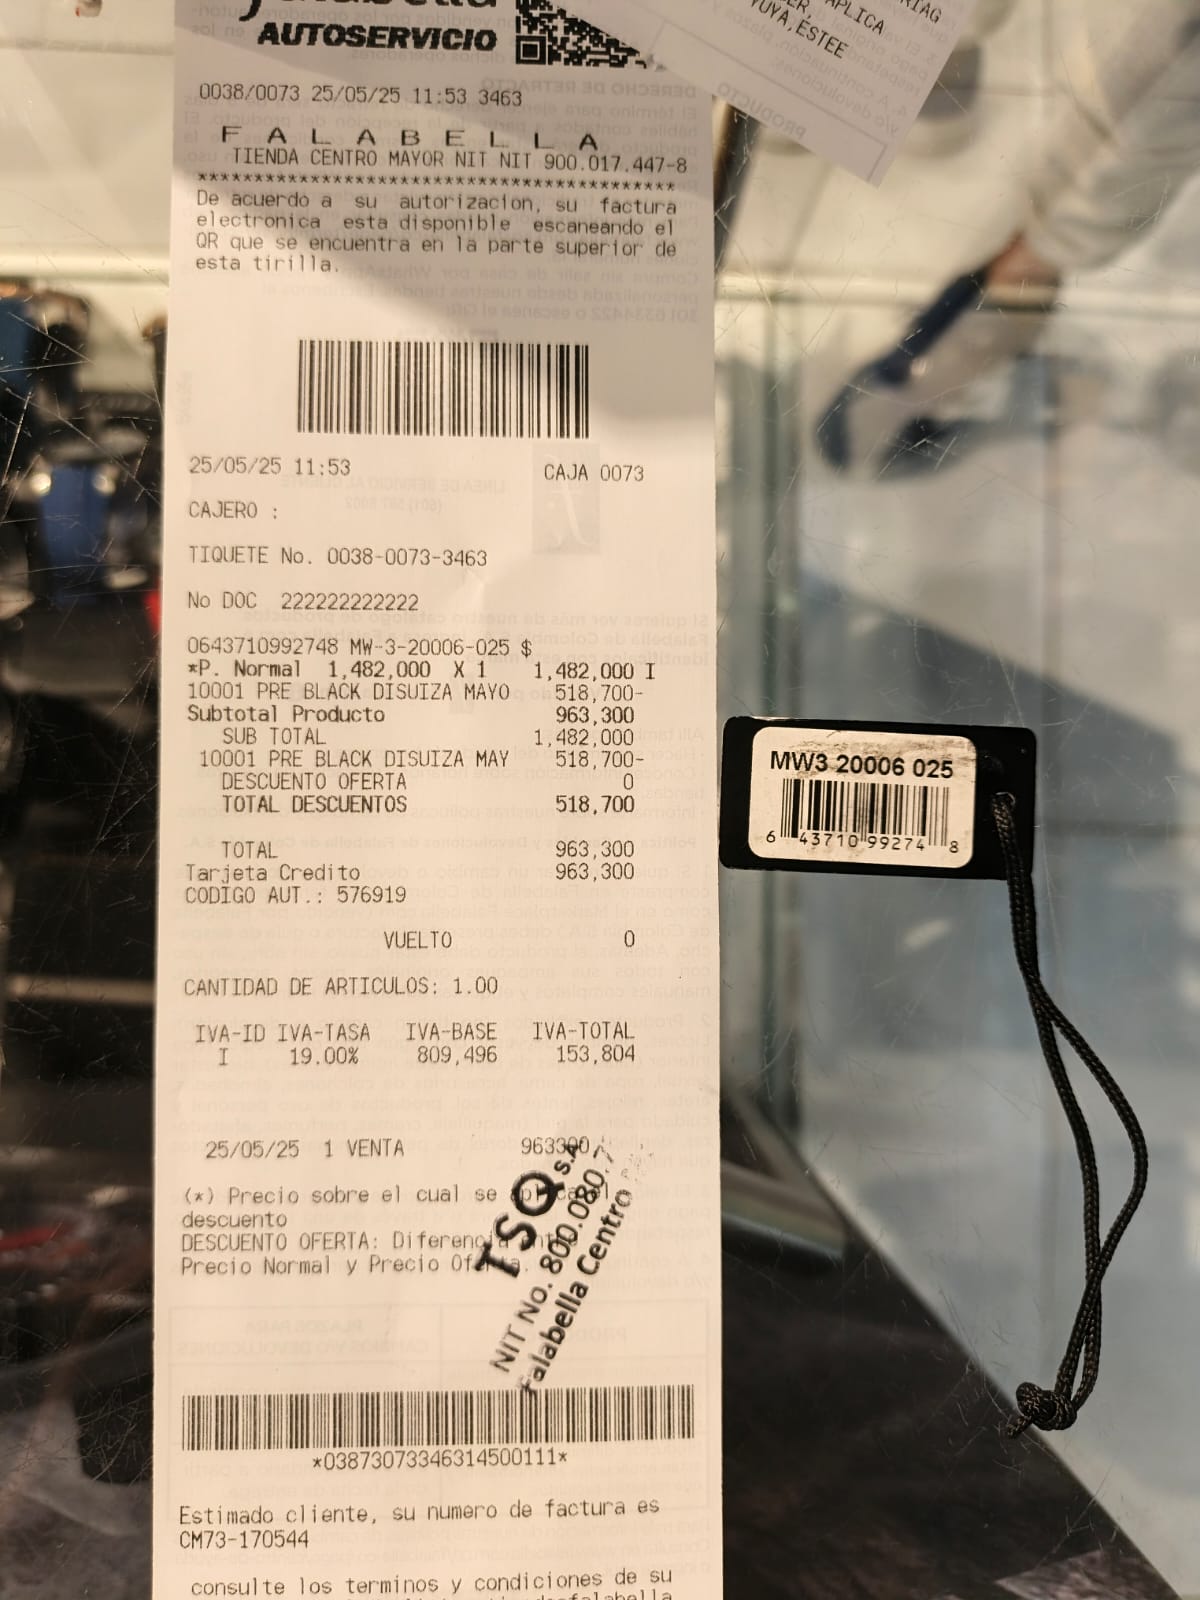 AUTOSERVICIO
RIAG
APLICA
YUYA,ESTEE
0038/0073 25/05/25 11:53 3463
F A L A B E L L A
TIENDA CENTRO MAYOR NIT NIT 900.017.447-8
******************************************
De acuerdo a su autorizacion, su factura
electronica esta disponible escaneando el
QR que se encuentra en la parte superior de
esta tirilla.
25/05/25 11:53 CAJA 0073
CAJERO :
TIQUETE No. 0038-0073-3463
No DOC 222222222222
0643710992748 MW-3-20006-025 $
*P. Normal 1,482,000 X 1 1,482,000 I
10001 PRE BLACK DISUIZA MAYO 518,700-
Subtotal Producto 963,300
SUB TOTAL 1,482,000
10001 PRE BLACK DISUIZA MAY 518,700-
DESCUENTO OFERTA 0
TOTAL DESCUENTOS 518,700
TOTAL 963,300
Tarjeta Credito 963,300
CODIGO AUT.: 576919
VUELTO 0
CANTIDAD DE ARTICULOS: 1.00
IVA-ID IVA-TASA IVA-BASE IVA-TOTAL
I 19.00% 809,496 153,804
25/05/25 1 VENTA 963300
(*) Precio sobre el cual se aplica el
descuento
DESCUENTO OFERTA: Diferencia entre
Precio Normal y Precio Oferta.
TSQ S.A
NIT No. 800.080.7
Falabella Centro
*03873073346314500111*
Estimado cliente, su numero de factura es
CM73-170544
consulte los terminos y condiciones de su
MW3 20006 025
6 43710 99274 8